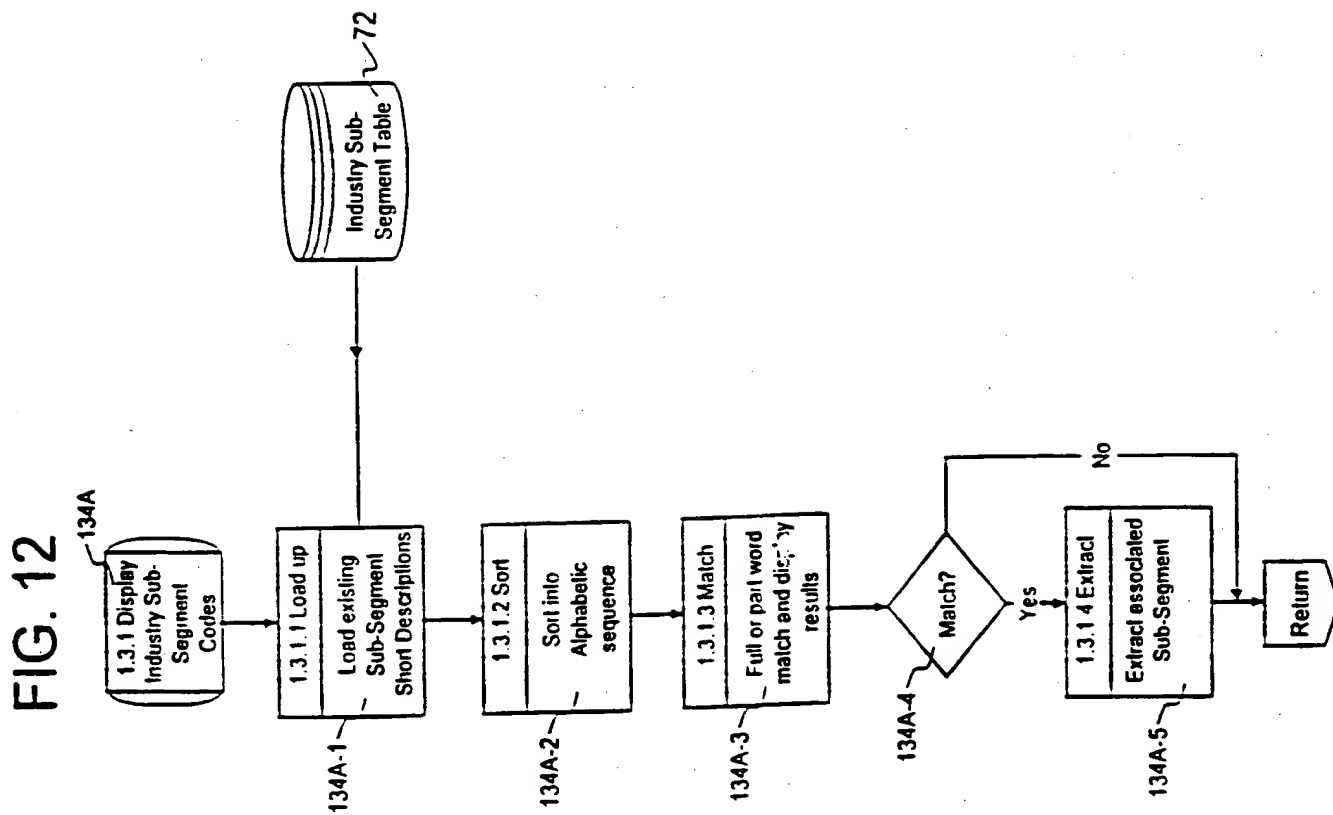 FIG. 12
134A
1.3.1 Display
Industry Sub-
Segment
Codes
72
Industry Sub-
Segment Table
1.3.1.1 Load up
Load existing
Sub-Segment
Short Descriptions
134A-1
1.3.1.2 Sort
Sort into
Alphabetic
sequence
134A-2
1.3.1.3 Match
Full or part word
match and display
results
134A-3
Match?
134A-4
No
Yes
1.3.1 4 Extract
Extract associated
Sub-Segment
134A-5
Return